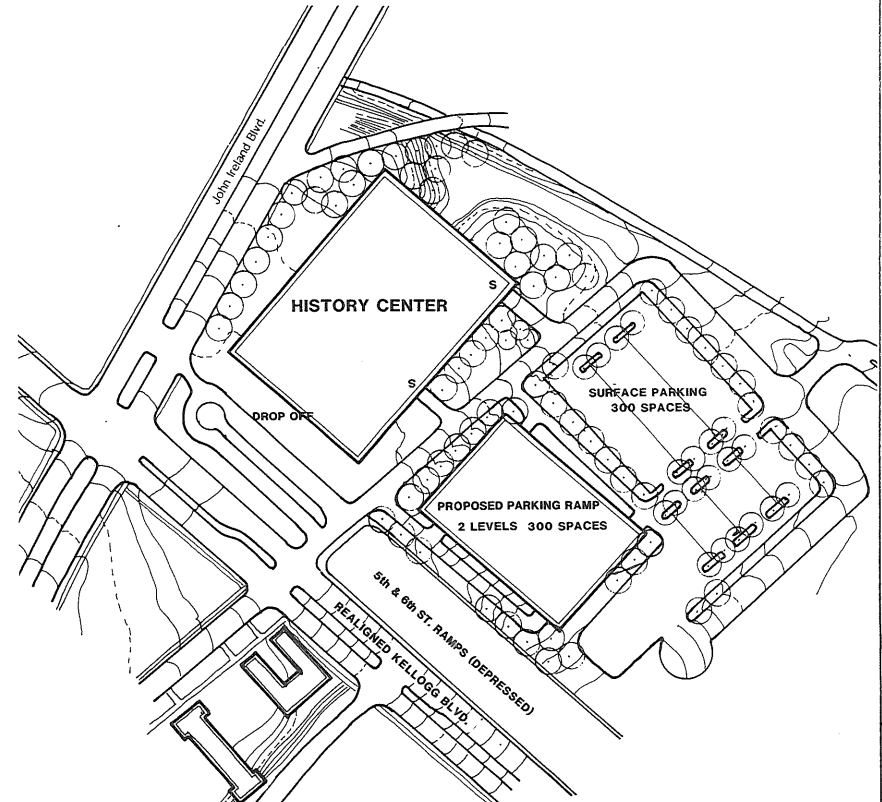 John Ireland Blvd.
HISTORY CENTER
S
S
DROP OFF
SURFACE PARKING
300 SPACES
PROPOSED PARKING RAMP
2 LEVELS 300 SPACES
5th & 6th ST. RAMPS (DEPRESSED)
REALIGNED KELLOGG BLVD.